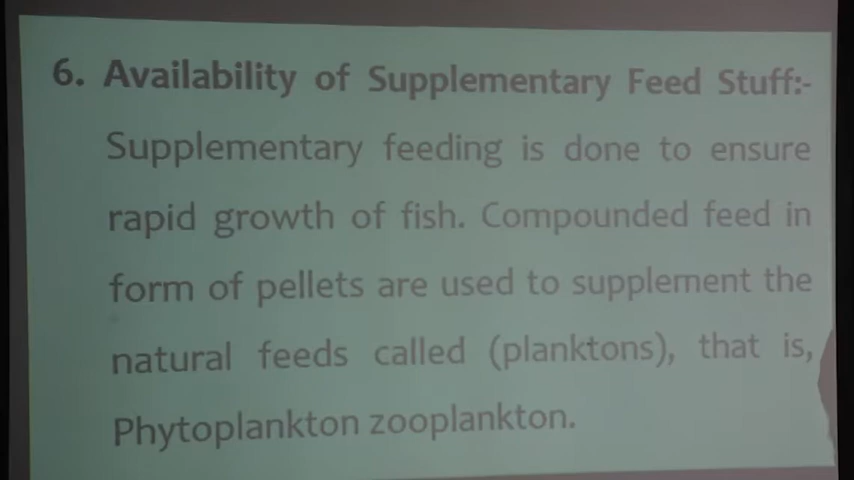 6. Availability of Supplementary Feed Stuff:-
Supplementary feeding is done to ensure
rapid growth of fish. Compounded feed in
form of pellets are used to supplement the
natural feeds called (planktons), that is,
Phytoplankton zooplankton.